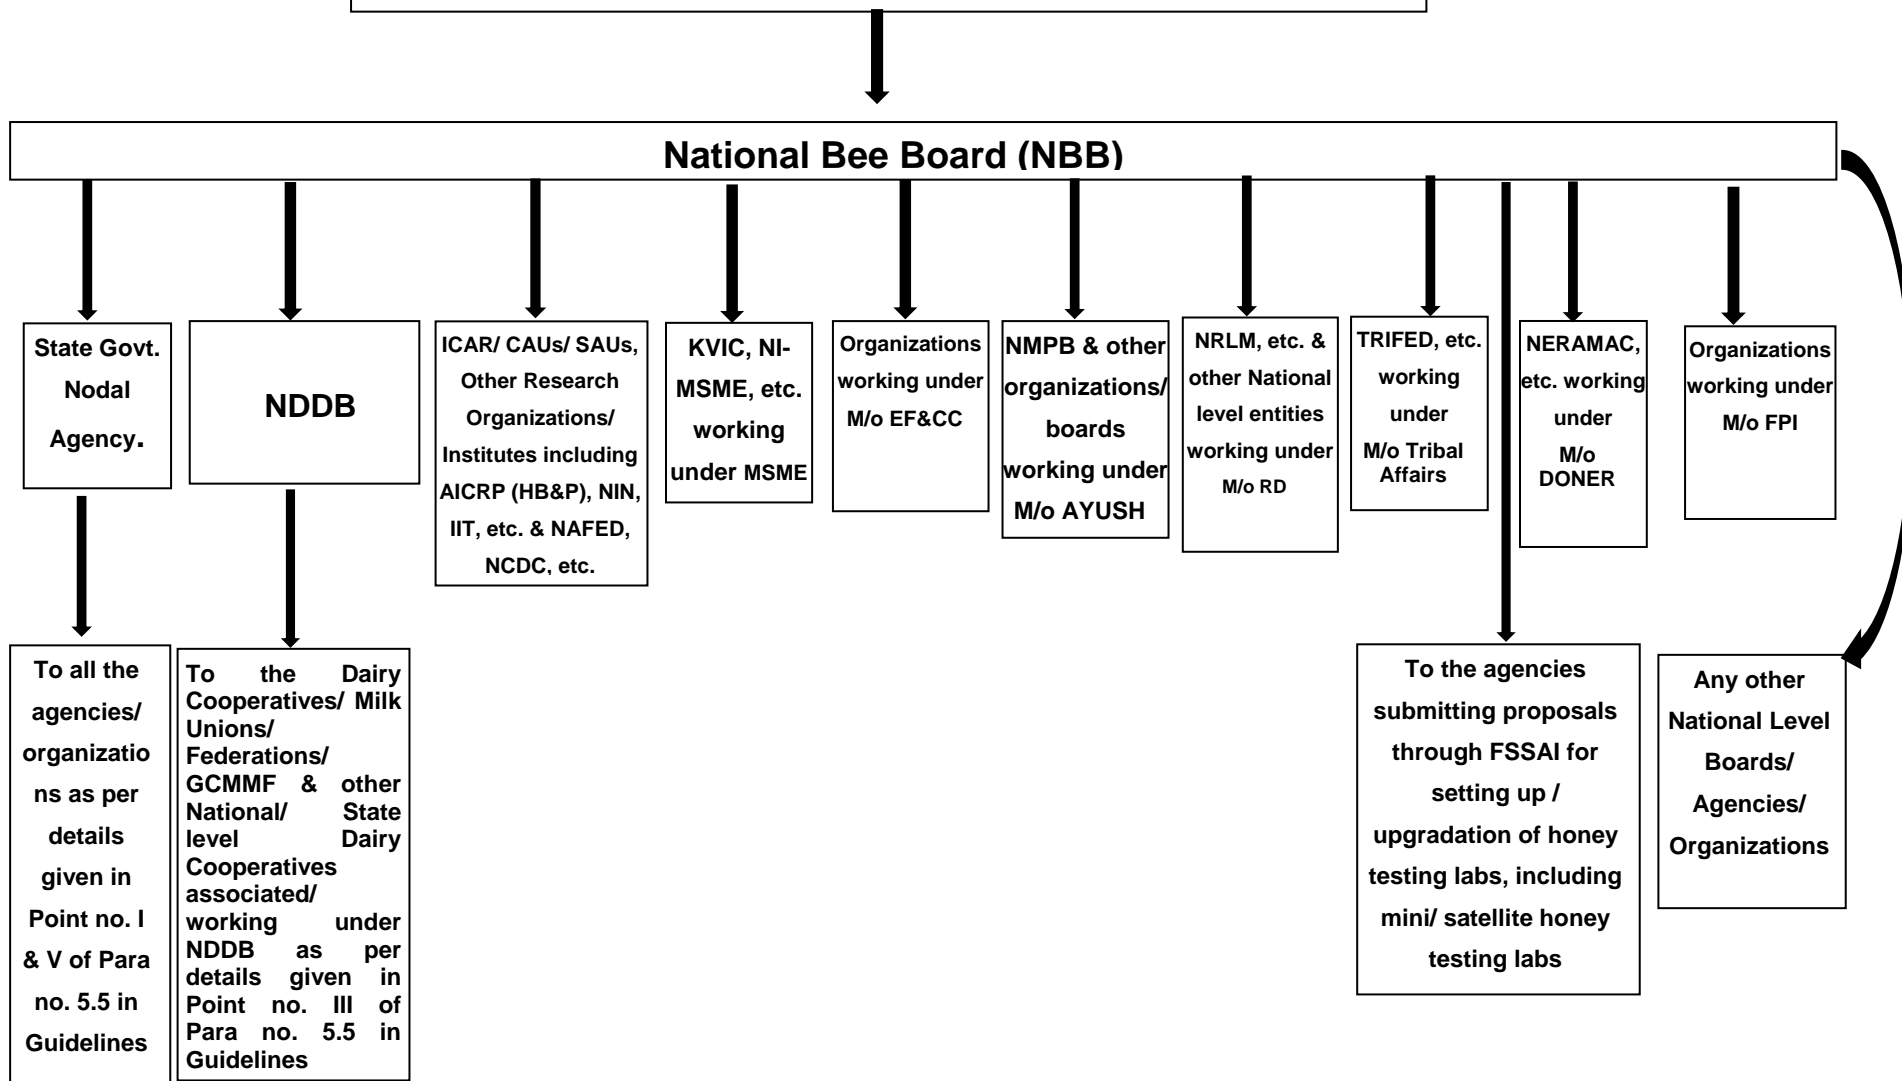 National Bee Board (NBB)
State Govt.
Nodal
Agency.
NDDB
ICAR/ CAUs/ SAUs,
Other Research
Organizations/
Institutes including
AICRP (HB&P), NIN,
IIT, etc. & NAFED,
NCDC, etc.
KVIC, NI-
MSME, etc.
working
under MSME
Organizations
working under
M/o EF&CC
NMPB & other
organizations/
boards
working under
M/o AYUSH
NRLM, etc. &
other National
level entities
working under
M/o RD
TRIFED, etc.
working
under
M/o Tribal
Affairs
NERAMAC,
etc. working
under
M/o
DONER
Organizations
working under
M/o FPI
To all the
agencies/
organizatio
ns as per
details
given in
Point no. I
& V of Para
no. 5.5 in
Guidelines
To the Dairy
Cooperatives/ Milk
Unions/
Federations/
GCMMF & other
National/ State
level Dairy
Cooperatives
associated/
working under
NDDB as per
details given in
Point no. III of
Para no. 5.5 in
Guidelines
To the agencies
submitting proposals
through FSSAI for
setting up /
upgradation of honey
testing labs, including
mini/ satellite honey
testing labs
Any other
National Level
Boards/
Agencies/
Organizations